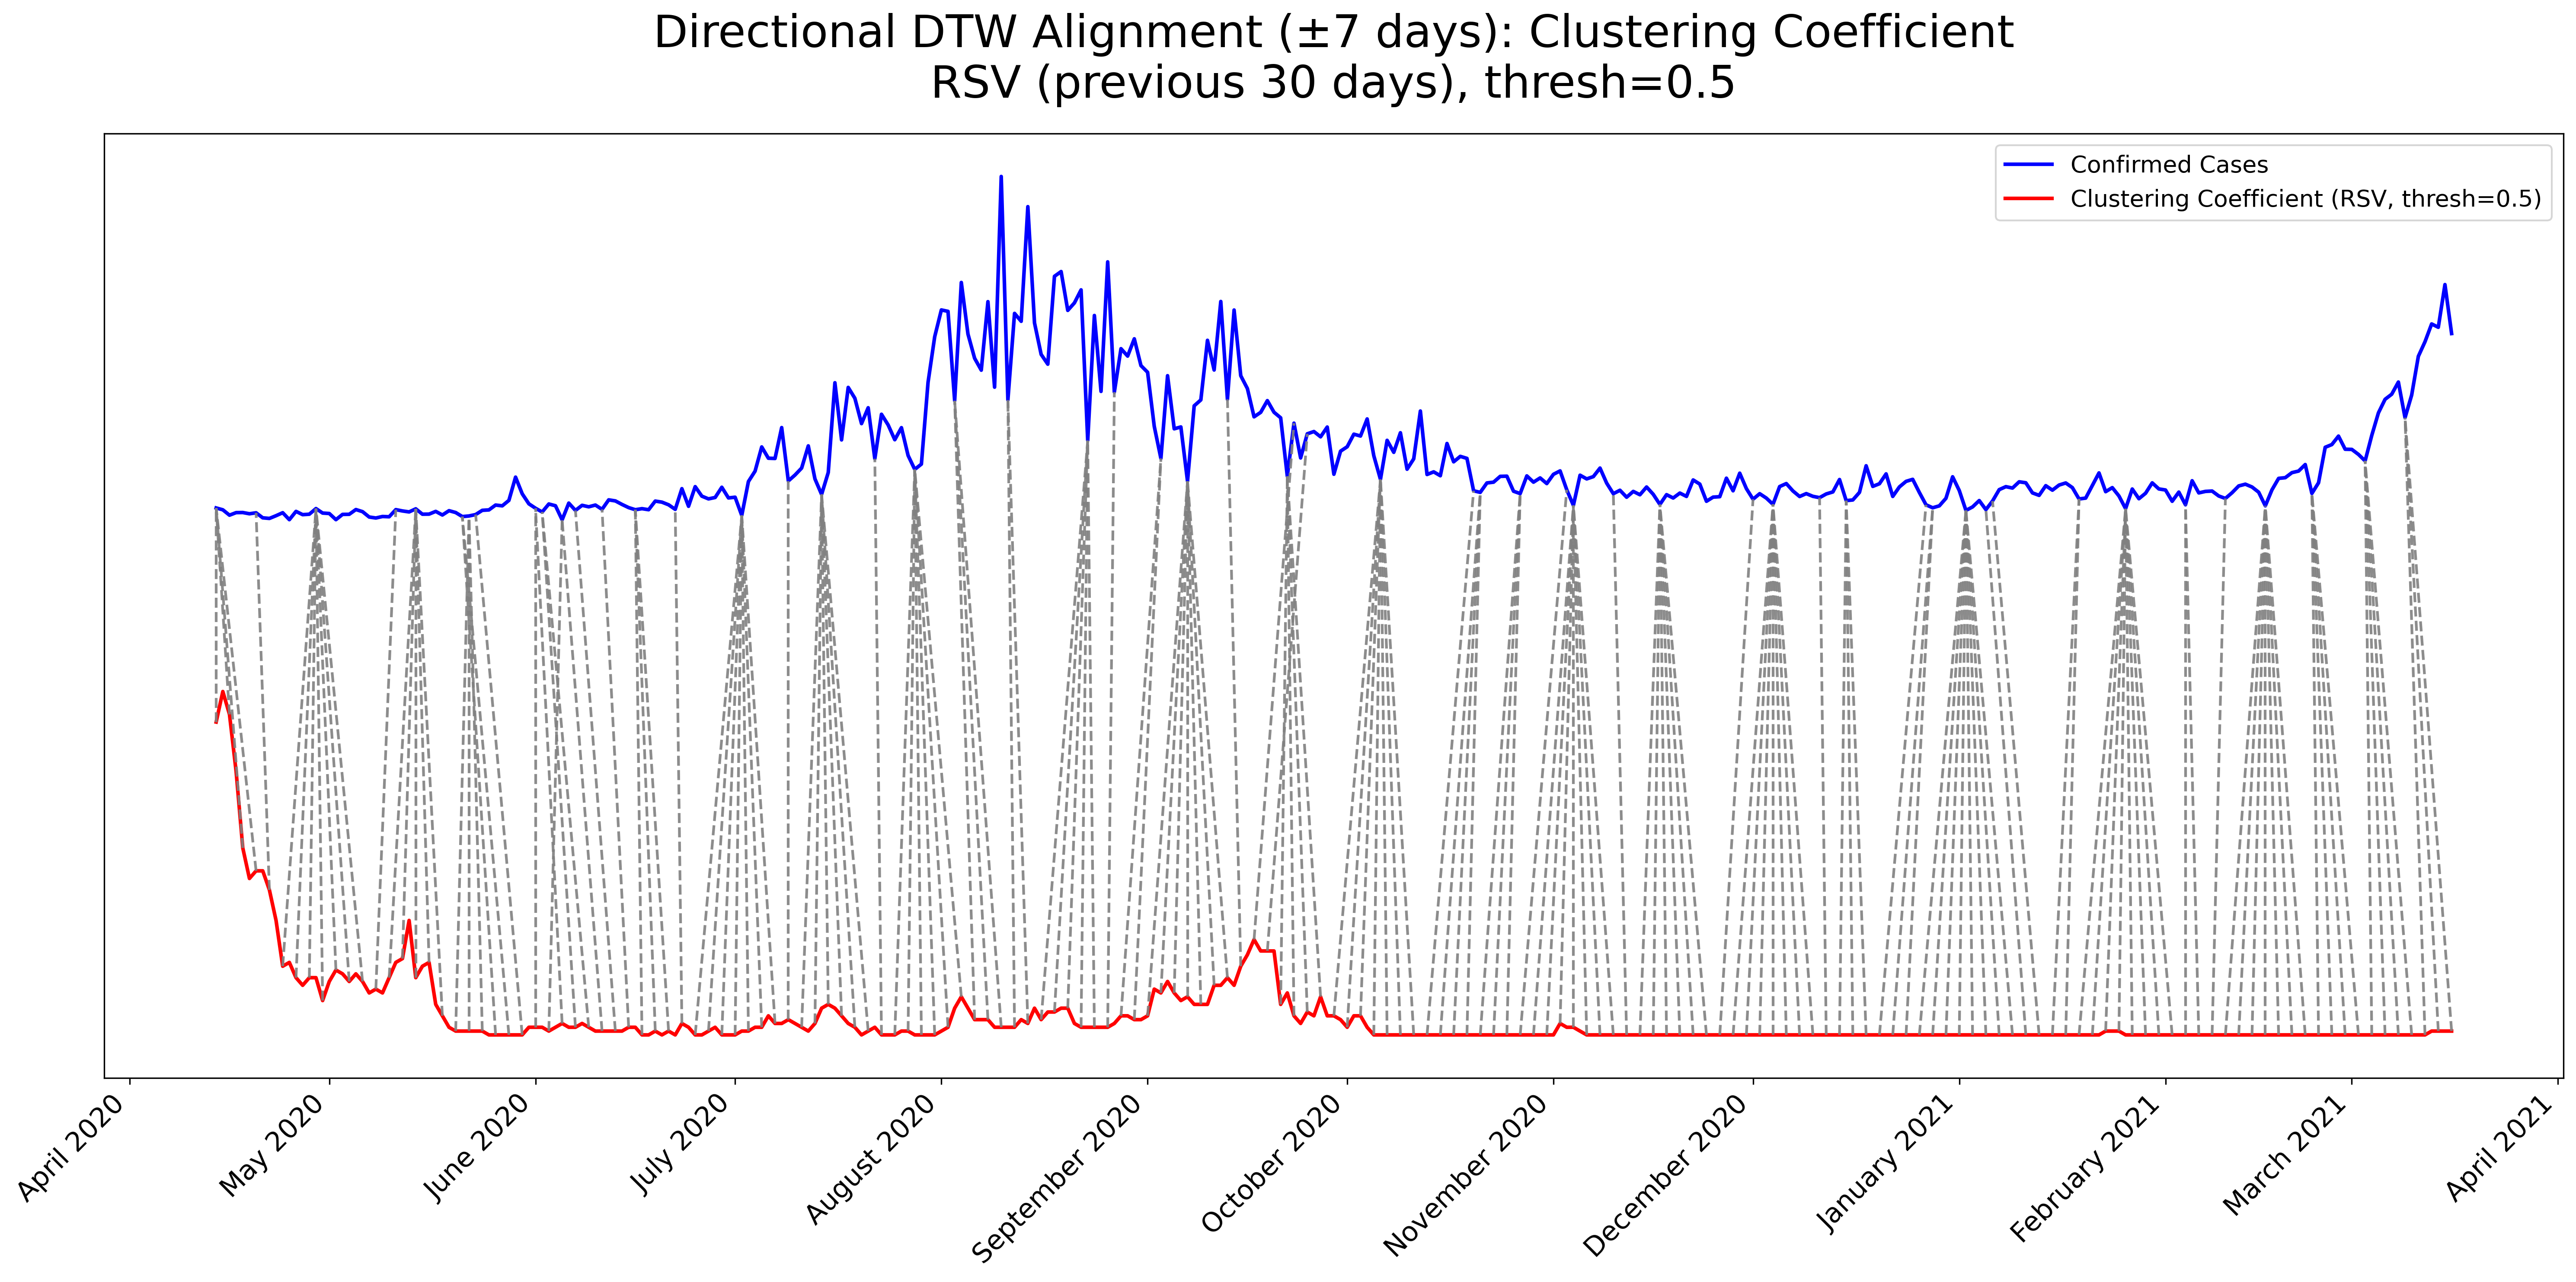 Directional DTW Alignment (±7 days): Clustering Coefficient
RSV (previous 30 days), thresh=0.5
Confirmed Cases
Clustering Coefficient (RSV, thresh=0.5)
April 2020
May 2020
June 2020
July 2020
August 2020
September 2020
October 2020
November 2020
December 2020
January 2021
February 2021
March 2021
April 2021